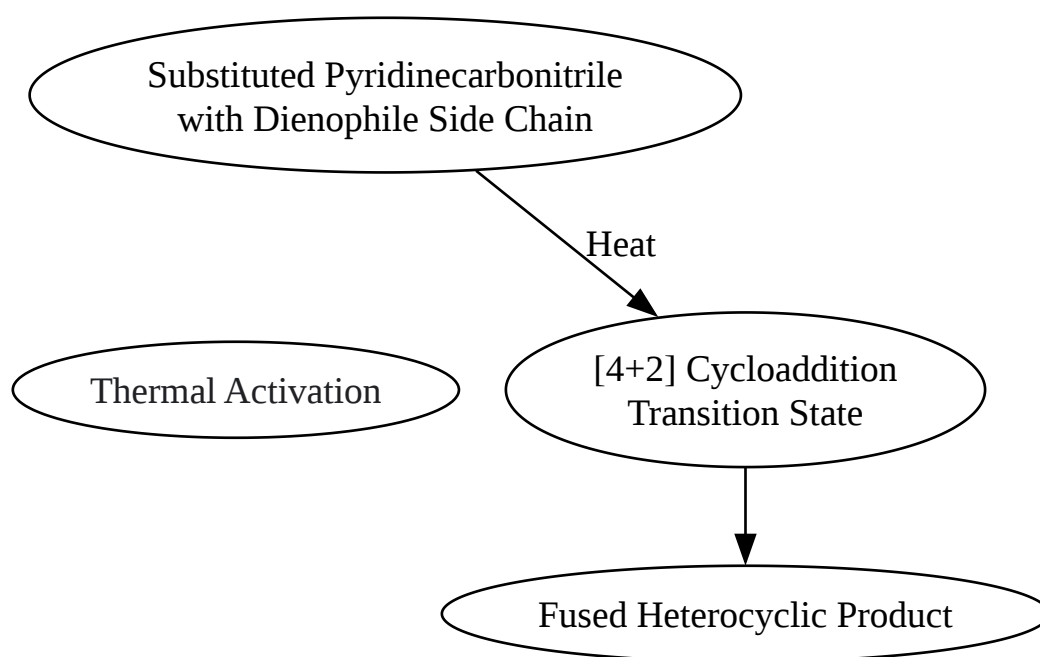 Substituted Pyridinecarbonitrile
with Dienophile Side Chain
Heat
Thermal Activation
[4+2] Cycloaddition
Transition State
Fused Heterocyclic Product